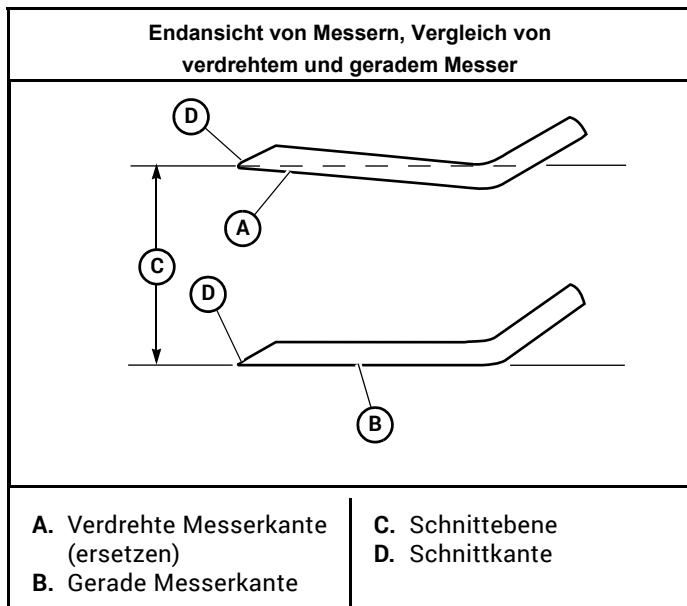 Endansicht von Messern, Vergleich von
verdrehtem und geradem Messer
D
A
C
D
B
A. Verdrehte Messerkante
(ersetzen)
B. Gerade Messerkante
C. Schnittebene
D. Schnittkante